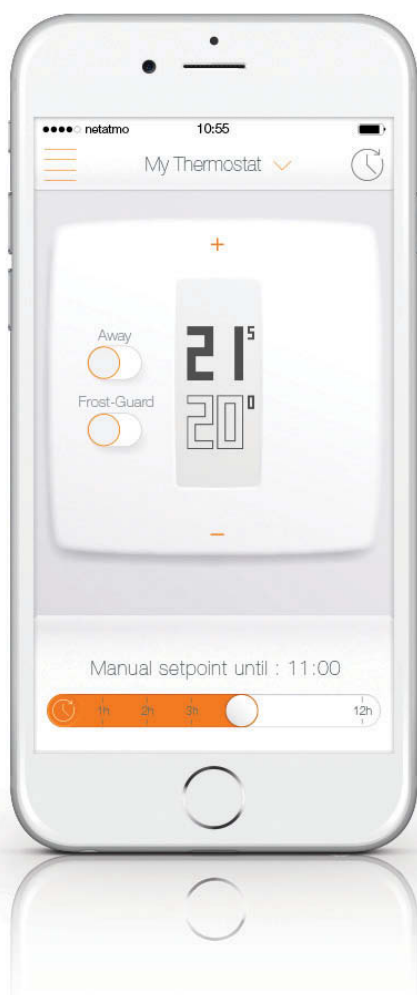 netatmo 10:55
My Thermostat
+
Away
21⁵
Frost-Guard
20⁰
−
Manual setpoint until : 11:00
1h 2h 3h 12h